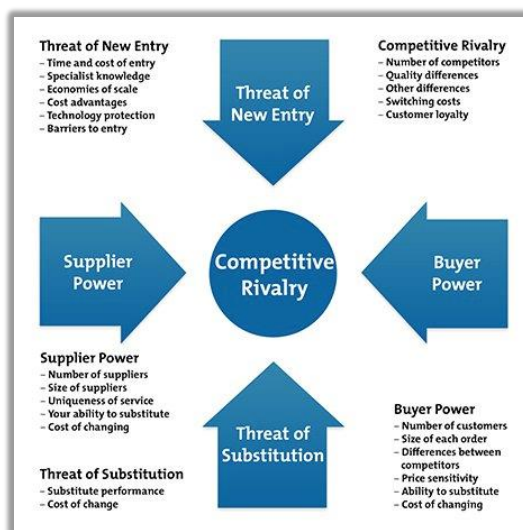 Threat of New Entry
– Time and cost of entry
– Specialist knowledge
– Economies of scale
– Cost advantages
– Technology protection
– Barriers to entry
Threat of
New Entry
Competitive Rivalry
– Number of competitors
– Quality differences
– Other differences
– Switching costs
– Customer loyalty
Supplier
Power
Competitive
Rivalry
Buyer
Power
Supplier Power
– Number of suppliers
– Size of suppliers
– Uniqueness of service
– Your ability to substitute
– Cost of changing
Threat of Substitution
– Substitute performance
– Cost of change
Threat of
Substitution
Buyer Power
– Number of customers
– Size of each order
– Differences between
competitors
– Price sensitivity
– Ability to substitute
– Cost of changing